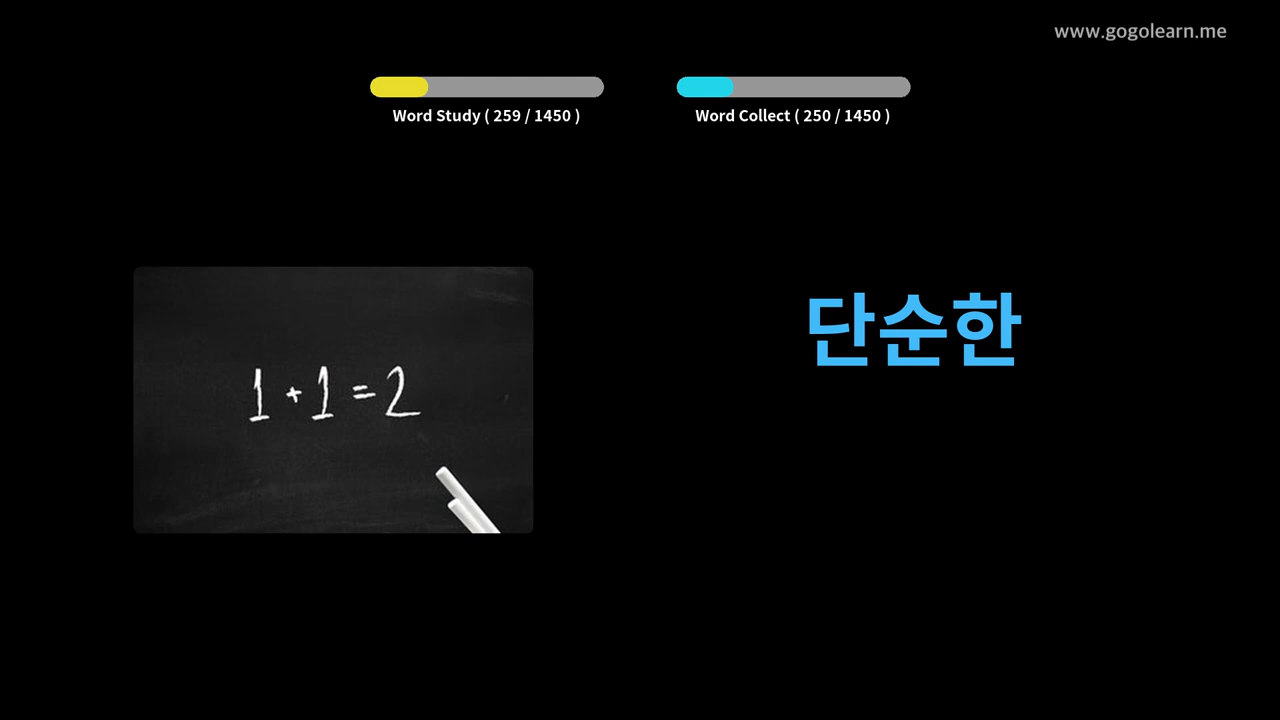 www.gogolearn.me
Word Study ( 259 / 1450 )
Word Collect ( 250 / 1450 )
1 + 1 = 2
단순한